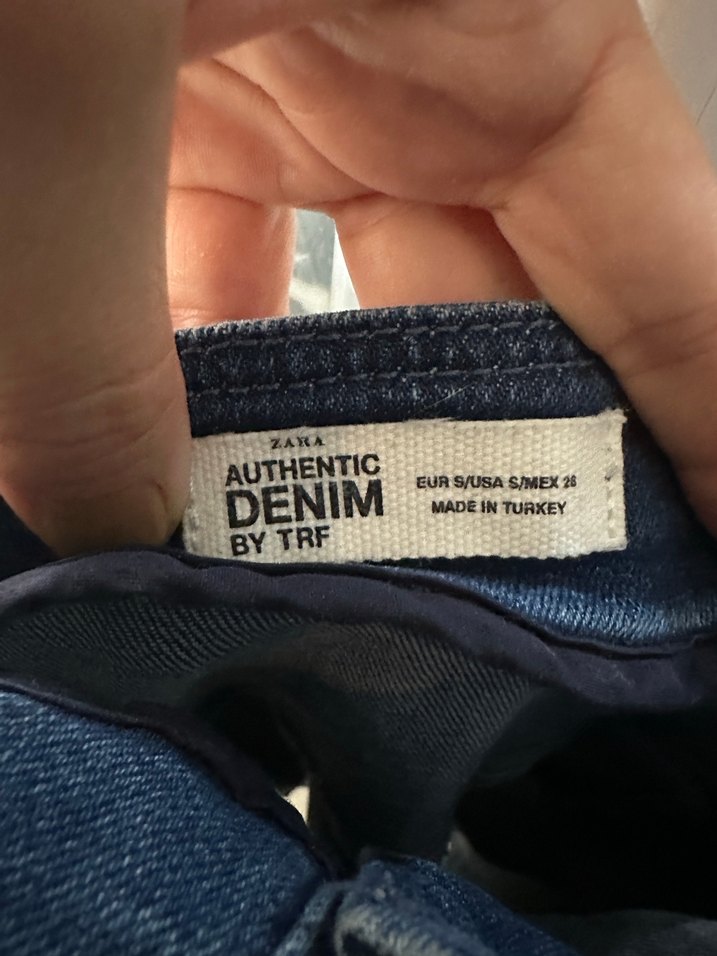 ZARA
AUTHENTIC
DENIM
BY TRF
EUR S/USA S/MEX 26
MADE IN TURKEY